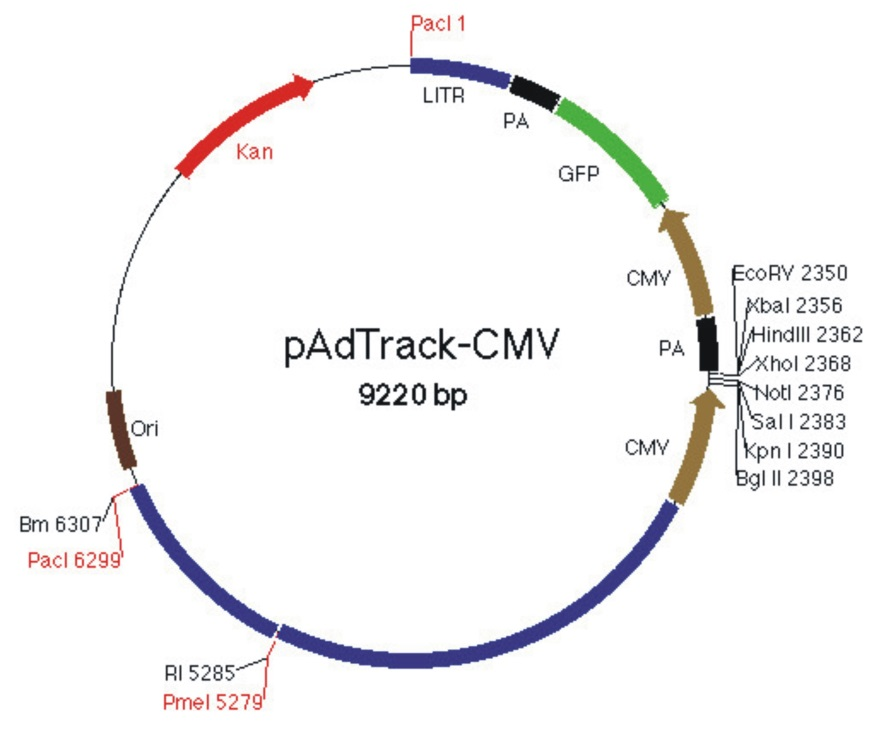 PacI 1
LITR
PA
GFP
Kan
CMV
EcoRV 2350
XbaI 2356
HindIII 2362
XhoI 2368
NotI 2376
Sal I 2383
Kpn I 2390
Bgl II 2398
PA
pAdTrack-CMV
9220 bp
CMV
Ori
Bm 6307
PacI 6299
RI 5285
PmeI 5279